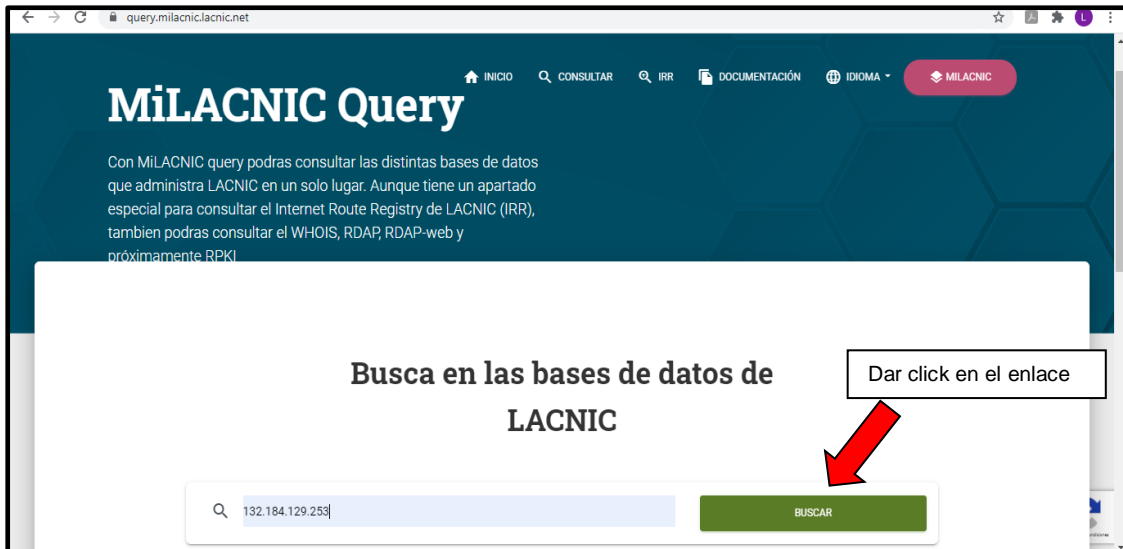 query.milacnic.lacnic.net
L
INICIO
CONSULTAR
IRR
DOCUMENTACIÓN
IDIOMA
MILACNIC
MiLACNIC Query
Con MiLACNIC query podras consultar las distintas bases de datos
que administra LACNIC en un solo lugar. Aunque tiene un apartado
especial para consultar el Internet Route Registry de LACNIC (IRR),
tambien podras consultar el WHOIS, RDAP, RDAP-web y
próximamente RPKI
Busca en las bases de datos de
LACNIC
Dar click en el enlace
132.184.129.253
BUSCAR